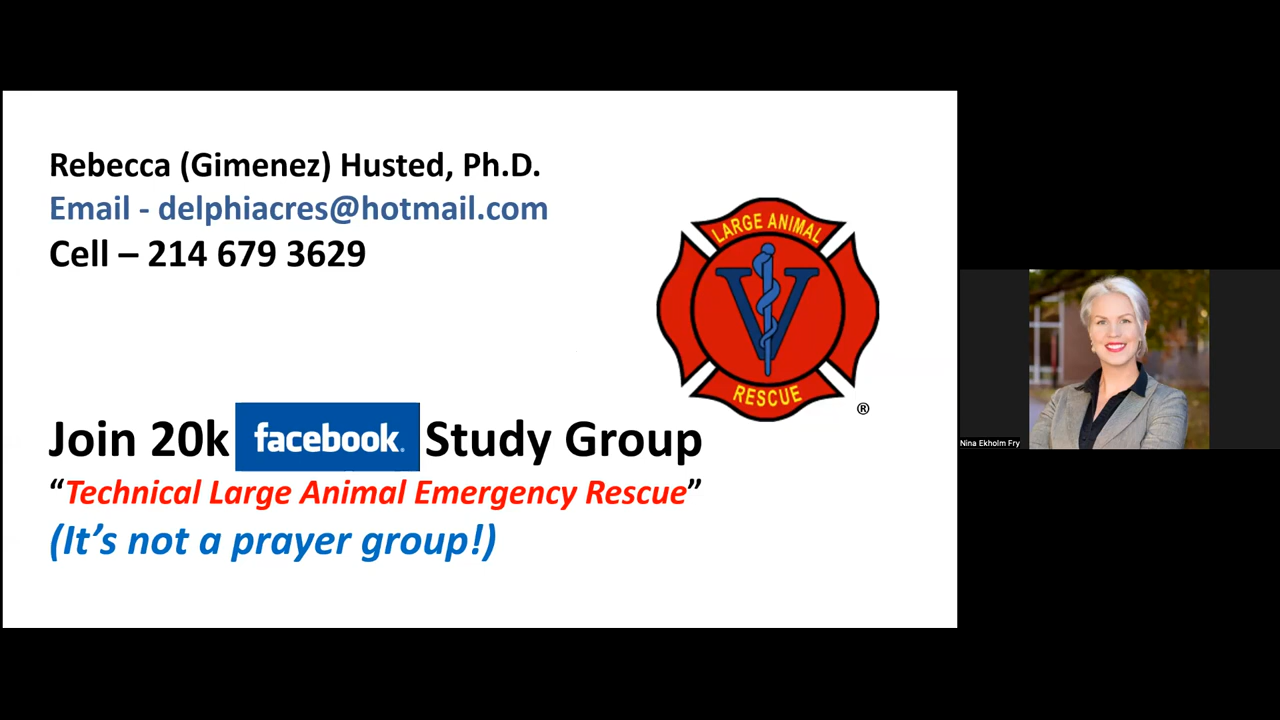 Rebecca (Gimenez) Husted, Ph.D.
Email - delphiacres@hotmail.com
Cell – 214 679 3629
LARGE ANIMAL
V
RESCUE
®
Join 20k facebook. Study Group
“Technical Large Animal Emergency Rescue”
(It’s not a prayer group!)
Nina Ekholm Fry